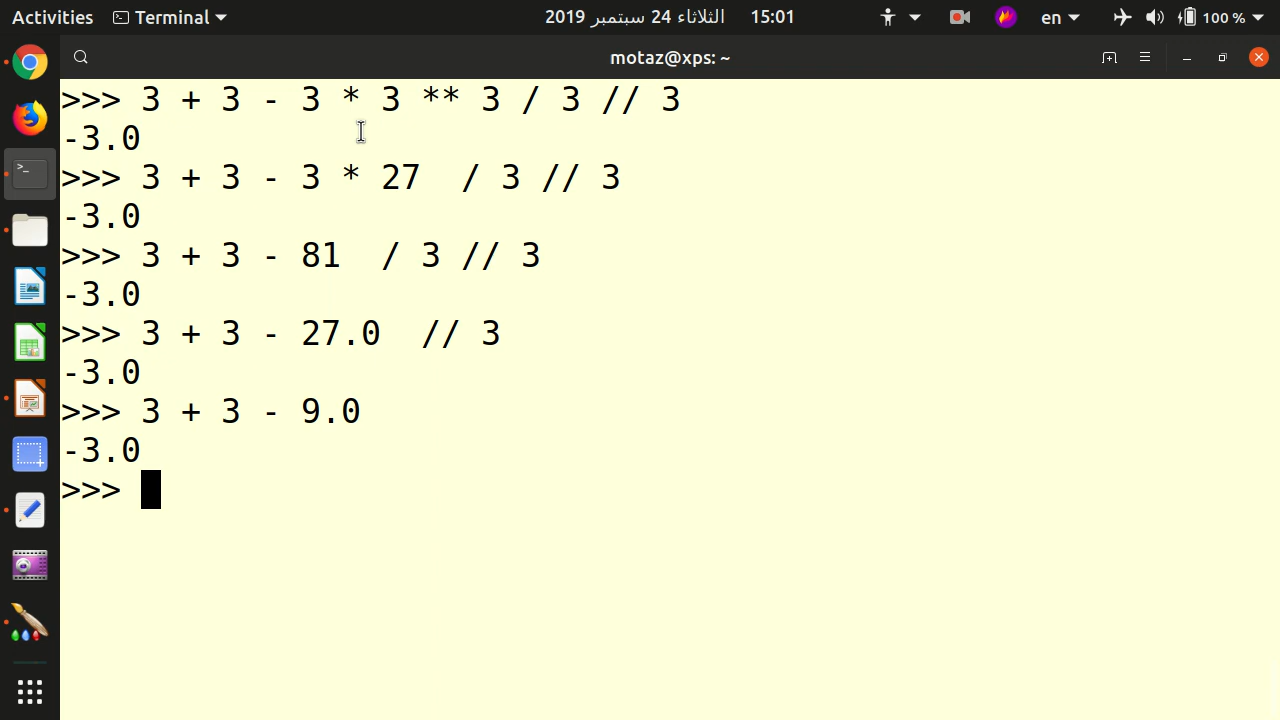 Activities Terminal الثلاثاء 24 سبتمبر 2019 15:01 en 100 %
motaz@xps: ~
>>> 3 + 3 - 3 * 3 ** 3 / 3 // 3
-3.0
>>> 3 + 3 - 3 * 27  / 3 // 3
-3.0
>>> 3 + 3 - 81  / 3 // 3
-3.0
>>> 3 + 3 - 27.0  // 3
-3.0
>>> 3 + 3 - 9.0
-3.0
>>>